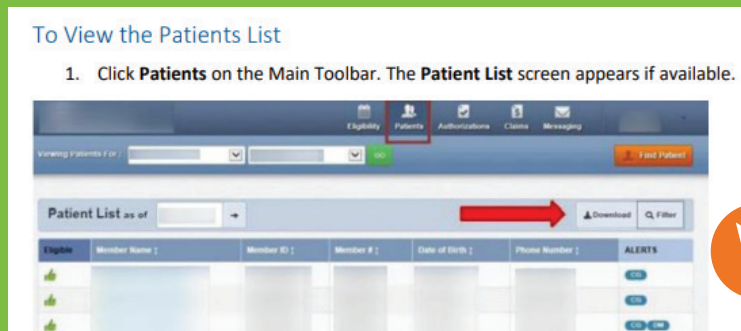 To View the Patients List
1. Click Patients on the Main Toolbar. The Patient List screen appears if available.
Eligibility Patients Authorizations Claims Messaging
Viewing Patients For :
GO
Find Patient
Patient List as of
Download Filter
Eligible Member Name Member ID Member # Date of Birth Phone Number ALERTS
CG
CG
CG DM